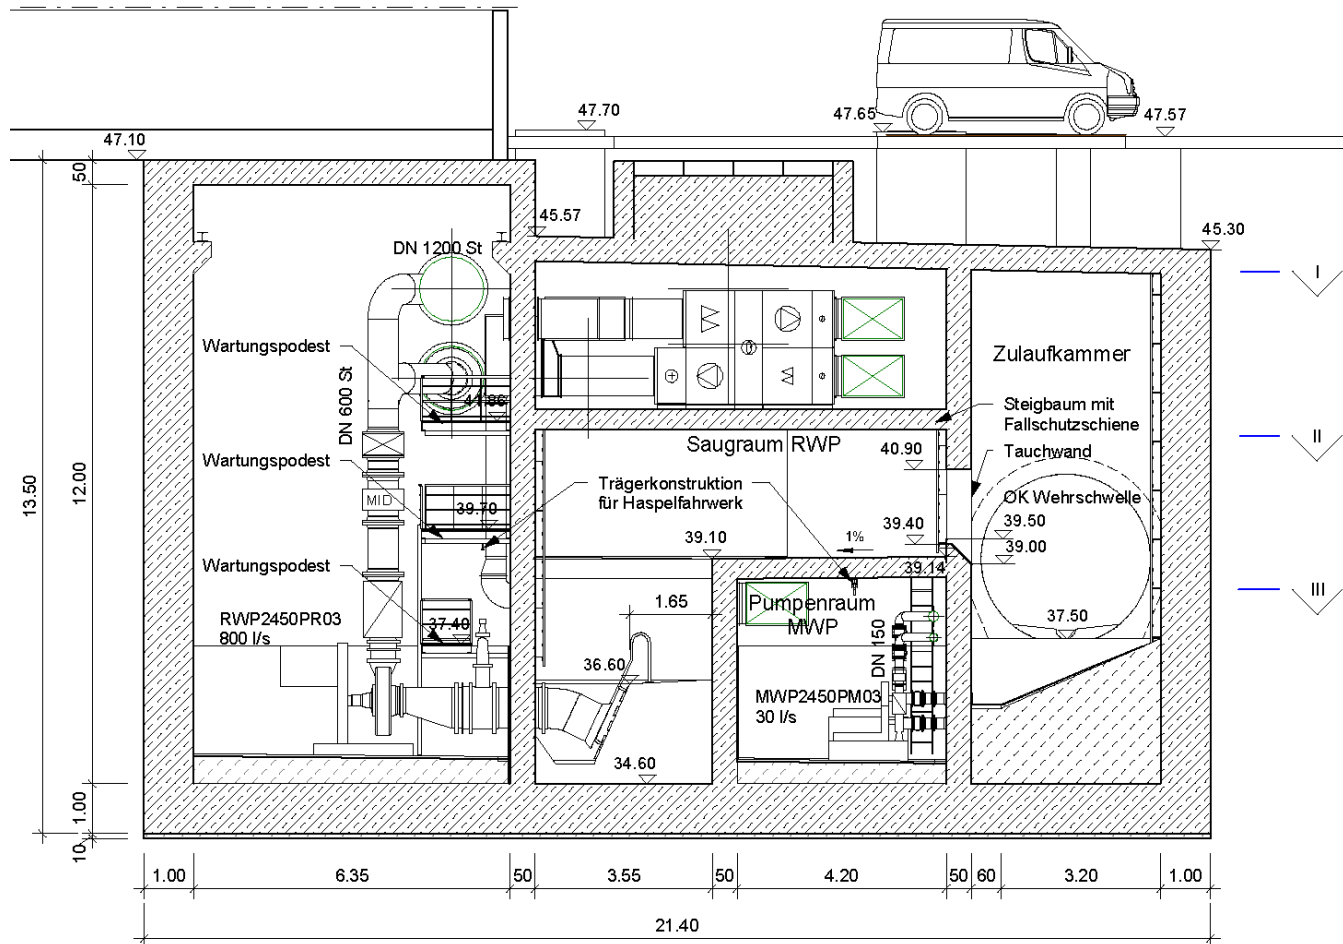 47.70
47.65
47.57
47.10
50
45.57
45.30
DN 1200 St
I
Wartungspodest
Zulaufkammer
DN 600 St
41.86
Steigbaum mit
Fallschutzschiene
Saugraum RWP
II
Tauchwand
40.90
Wartungspodest
12.00
13.50
MID
Trägerkonstruktion
für Haspelfahrwerk
OK Wehrschwelle
39.70
39.50
39.40
39.10
1%
39.00
Wartungspodest
39.14
III
1.65
Pumpenraum
MWP
RWP2450PR03
800 l/s
37.40
37.50
DN 150
36.60
MWP2450PM03
30 l/s
34.60
1.00
10
1.00
6.35
50
3.55
50
4.20
50
60
3.20
1.00
21.40